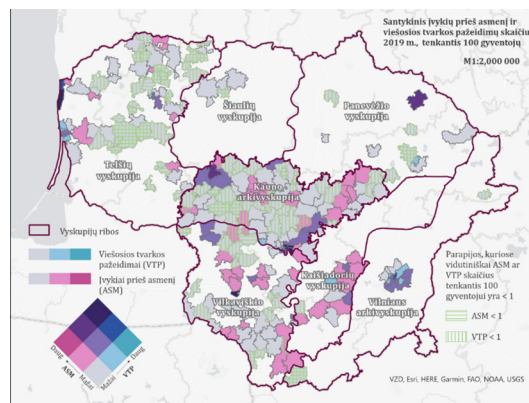 Santykinis įvykių prieš asmenį ir
viešosios tvarkos pažeidimų skaičius
2019 m., tenkantis 100 gyventojų
M1:2,000 000
Šiaulių
vyskupija
Panevėžio
vyskupija
Telšių
vyskupija
Kauno
arkivyskupija
Kaišiadorių
vyskupija
Vilkaviškio
vyskupija
Vilniaus
arkivyskupija
Vyskupijų ribos
Viešosios tvarkos
pažeidimai (VTP)
Įvykiai prieš asmenį
(ASM)
Daug
ASM
Mažai
Mažai
VTP
Daug
Parapijos, kuriose
vidutiniškai ASM ar
VTP skaičius
tenkantis 100
gyventojui yra < 1
ASM < 1
VTP < 1
VZD, Esri, HERE, Garmin, FAO, NOAA, USGS